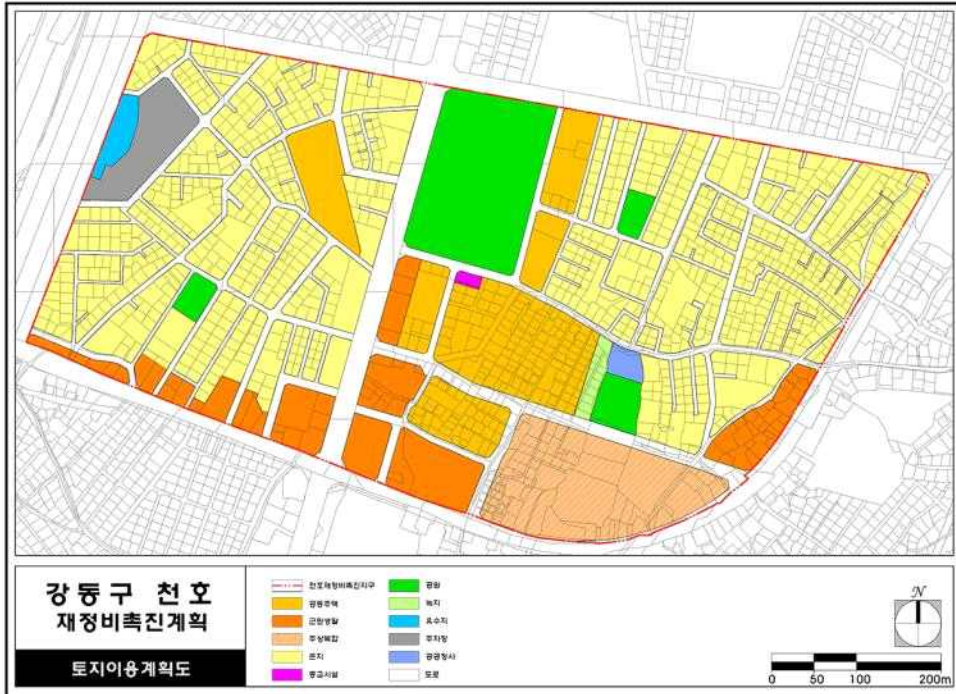 강동구 천호
재정비촉진계획
토지이용계획도
천호재정비촉진지구
공동주택
근린생활
주상복합
존치
종교시설
공원
녹지
유수지
주차장
공공청사
도로
N
0 50 100 200m